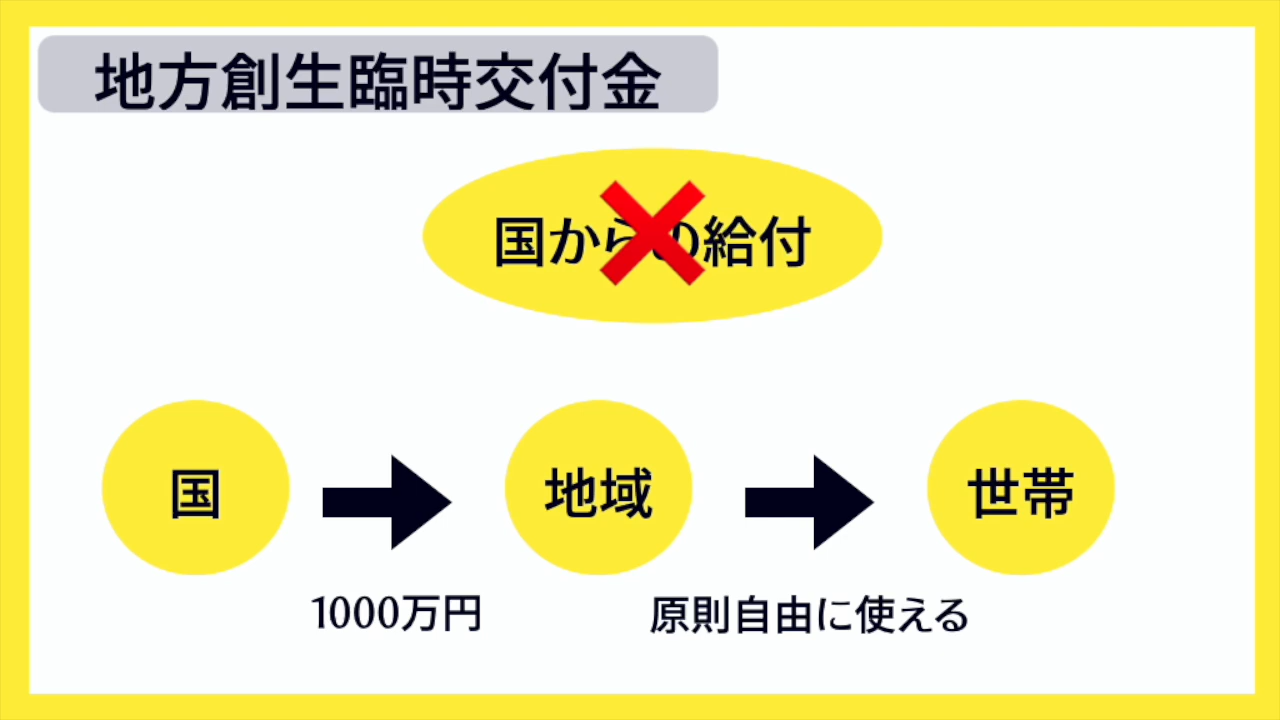 地方創生臨時交付金
国からの給付
国
地域
世帯
1000万円
原則自由に使える